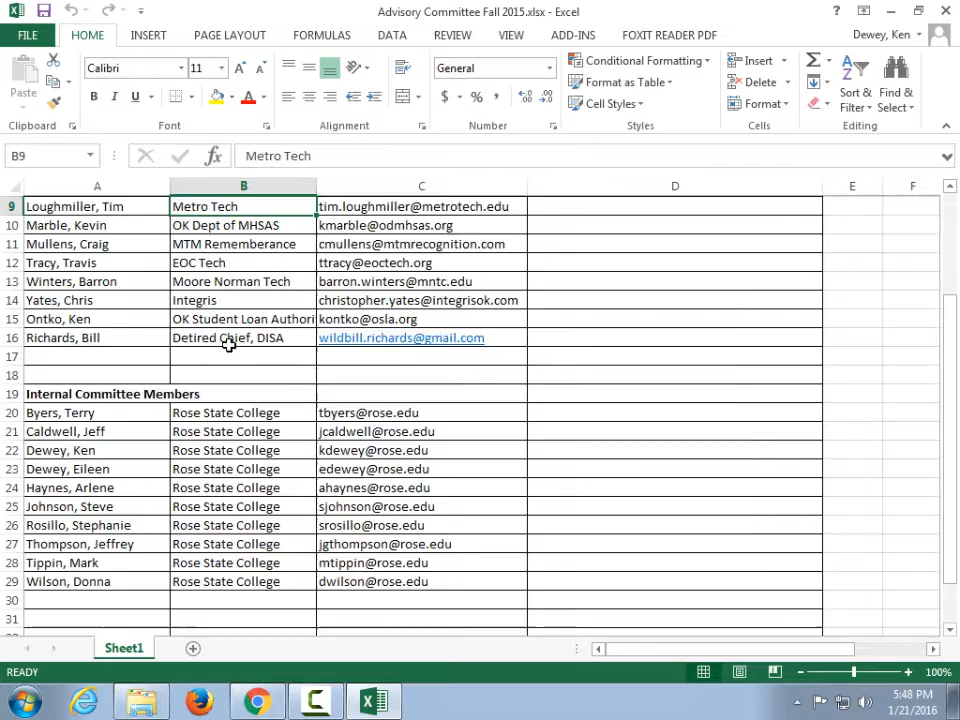 Advisory Committee Fall 2015.xlsx - Excel
FILE HOME INSERT PAGE LAYOUT FORMULAS DATA REVIEW VIEW ADD-INS FOXIT READER PDF Dewey, Ken
Paste
Calibri 11
B I U
General
$ % ,
Conditional Formatting
Format as Table
Cell Styles
Insert
Delete
Format
Sort & Filter
Find & Select
Clipboard Font Alignment Number Styles Cells Editing
B9 fx Metro Tech
A B C D E F
9 Loughmiller, Tim Metro Tech tim.loughmiller@metrotech.edu
10 Marble, Kevin OK Dept of MHSAS kmarble@odmhsas.org
11 Mullens, Craig MTM Rememberance cmullens@mtmrecognition.com
12 Tracy, Travis EOC Tech ttracy@eoctech.org
13 Winters, Barron Moore Norman Tech barron.winters@mntc.edu
14 Yates, Chris Integris christopher.yates@integrisok.com
15 Ontko, Ken OK Student Loan Authori kontko@osla.org
16 Richards, Bill Detired Chief, DISA wildbill.richards@gmail.com
17
18
19 Internal Committee Members
20 Byers, Terry Rose State College tbyers@rose.edu
21 Caldwell, Jeff Rose State College jcaldwell@rose.edu
22 Dewey, Ken Rose State College kdewey@rose.edu
23 Dewey, Eileen Rose State College edewey@rose.edu
24 Haynes, Arlene Rose State College ahaynes@rose.edu
25 Johnson, Steve Rose State College sjohnson@rose.edu
26 Rosillo, Stephanie Rose State College srosillo@rose.edu
27 Thompson, Jeffrey Rose State College jgthompson@rose.edu
28 Tippin, Mark Rose State College mtippin@rose.edu
29 Wilson, Donna Rose State College dwilson@rose.edu
30
31
Sheet1
READY 100%
5:48 PM
1/21/2016